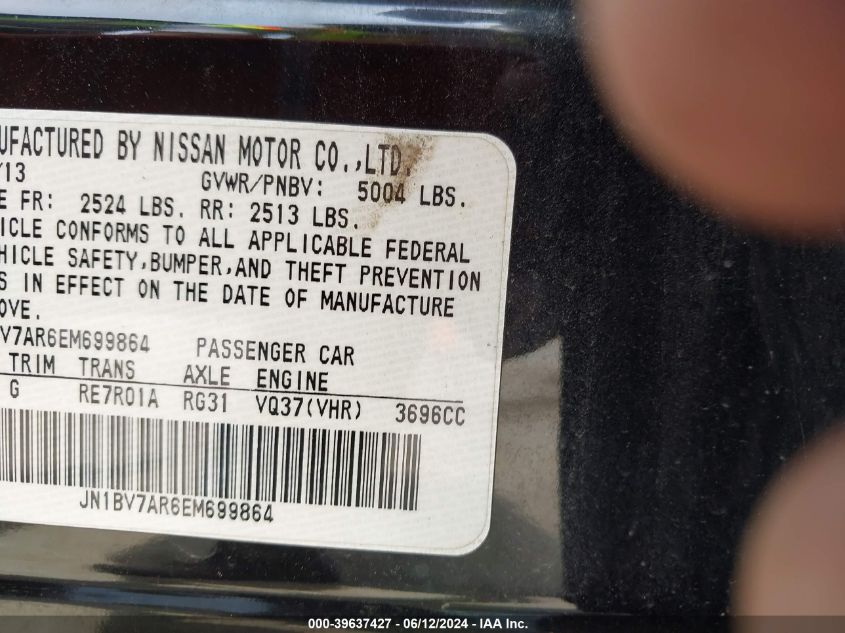 UFACTURED BY NISSAN MOTOR CO.,LTD.
/13 GVWR/PNBV: 5004 LBS.
E FR: 2524 LBS. RR: 2513 LBS.
ICLE CONFORMS TO ALL APPLICABLE FEDERAL
HICLE SAFETY,BUMPER,AND THEFT PREVENTION
S IN EFFECT ON THE DATE OF MANUFACTURE
OVE.
V7AR6EM699864 PASSENGER CAR
TRIM TRANS AXLE ENGINE
G RE7R01A RG31 VQ37(VHR) 3696CC
JN1BV7AR6EM699864
000-39637427 - 06/12/2024 - IAA Inc.